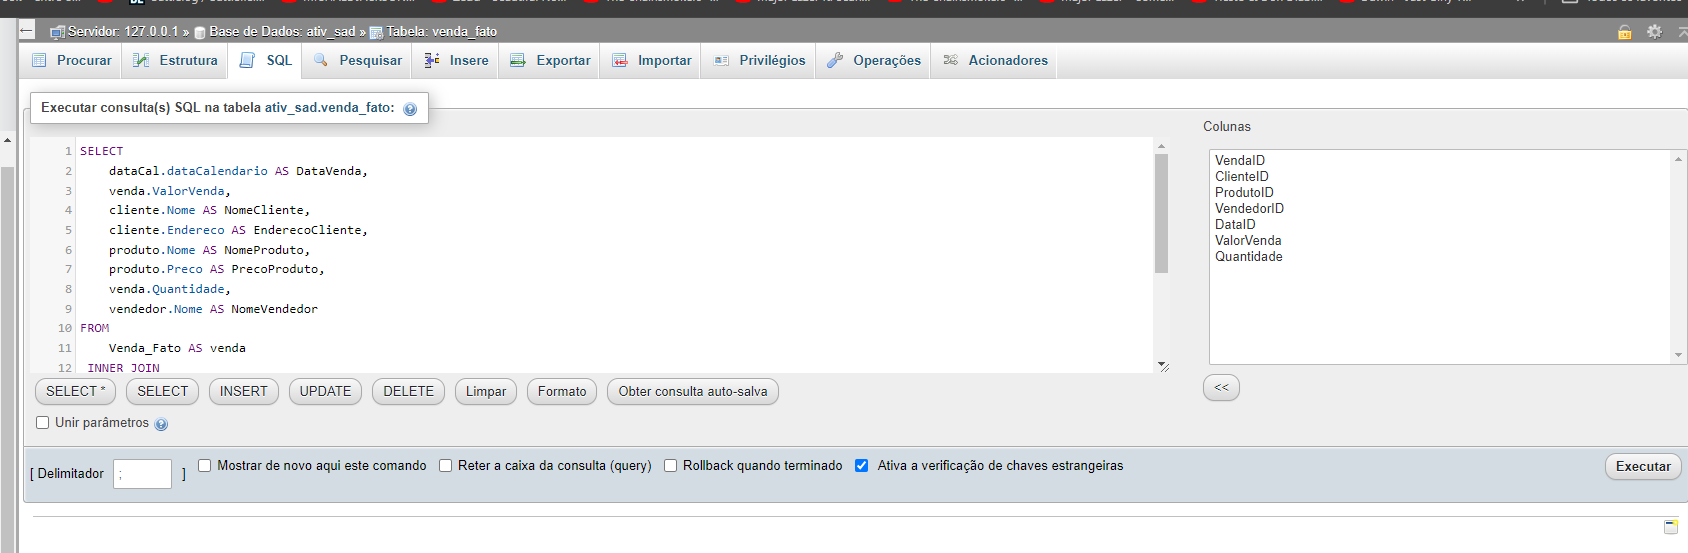 Servidor: 127.0.0.1 » Base de Dados: ativ_sad » Tabela: venda_fato
Procurar Estrutura SQL Pesquisar Insere Exportar Importar Privilégios Operações Acionadores
Executar consulta(s) SQL na tabela ativ_sad.venda_fato:
Colunas
1 SELECT
2 dataCal.dataCalendario AS DataVenda,
3 venda.ValorVenda,
4 cliente.Nome AS NomeCliente,
5 cliente.Endereco AS EnderecoCliente,
6 produto.Nome AS NomeProduto,
7 produto.Preco AS PrecoProduto,
8 venda.Quantidade,
9 vendedor.Nome AS NomeVendedor
10 FROM
11 Venda_Fato AS venda
12 INNER JOIN
VendaID
ClienteID
ProdutoID
VendedorID
DataID
ValorVenda
Quantidade
SELECT * SELECT INSERT UPDATE DELETE Limpar Formato Obter consulta auto-salva
<<
Unir parâmetros
[ Delimitador ; ] Mostrar de novo aqui este comando Reter a caixa da consulta (query) Rollback quando terminado Ativa a verificação de chaves estrangeiras Executar